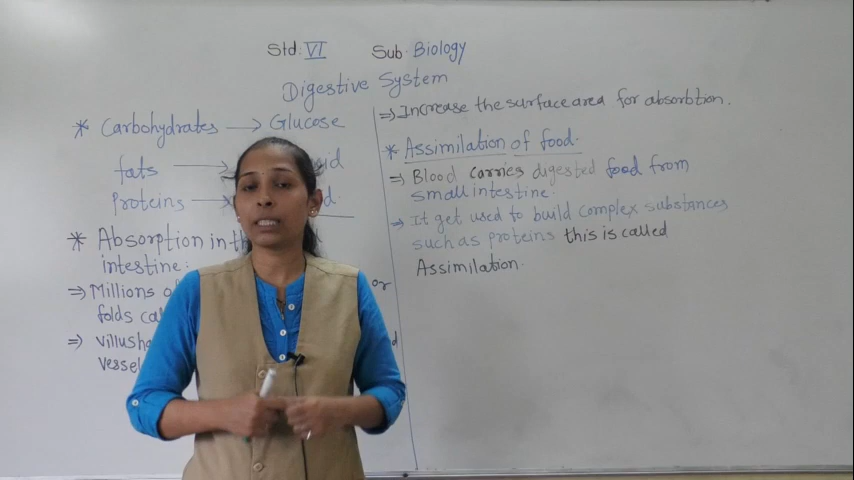 Std: VI Sub: Biology
Digestive System
* Carbohydrates → Glucose
fats →
Proteins →
* Absorption in
intestine:
⇒ Millions
or
folds
⇒ Villus
vessel
⇒ Increase the surface area for absorbtion.
* Assimilation of food.
⇒ Blood carries digested food from
small intestine.
⇒ It get used to build complex substances
such as proteins this is called
Assimilation.